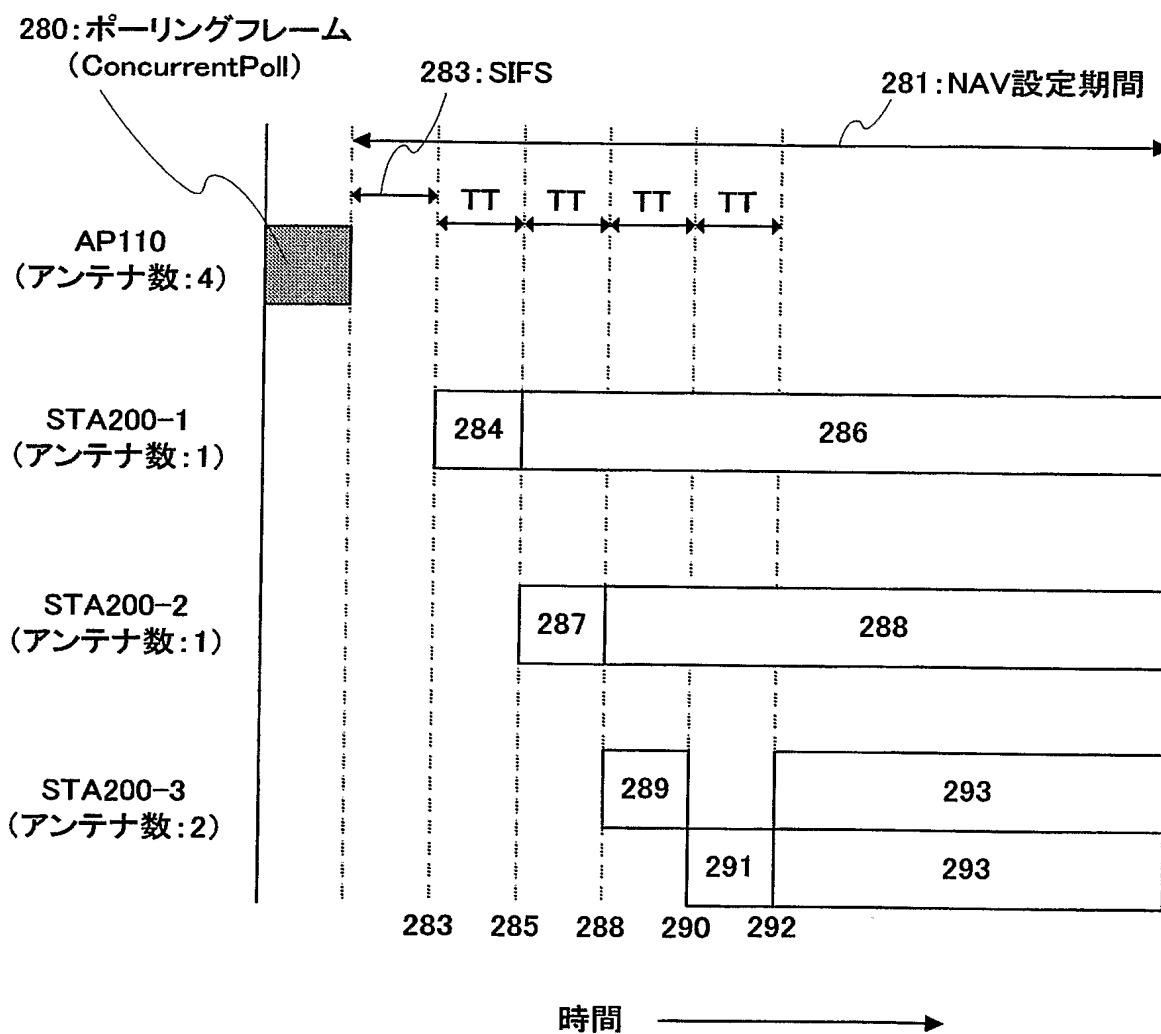 280:ポーリングフレーム
(ConcurrentPoll)
283:SIFS
281:NAV設定期間
TT TT TT TT
AP110
(アンテナ数:4)
STA200-1
(アンテナ数:1)
284 286
STA200-2
(アンテナ数:1)
287 288
STA200-3
(アンテナ数:2)
289 293
291 293
283 285 288 290 292
時間